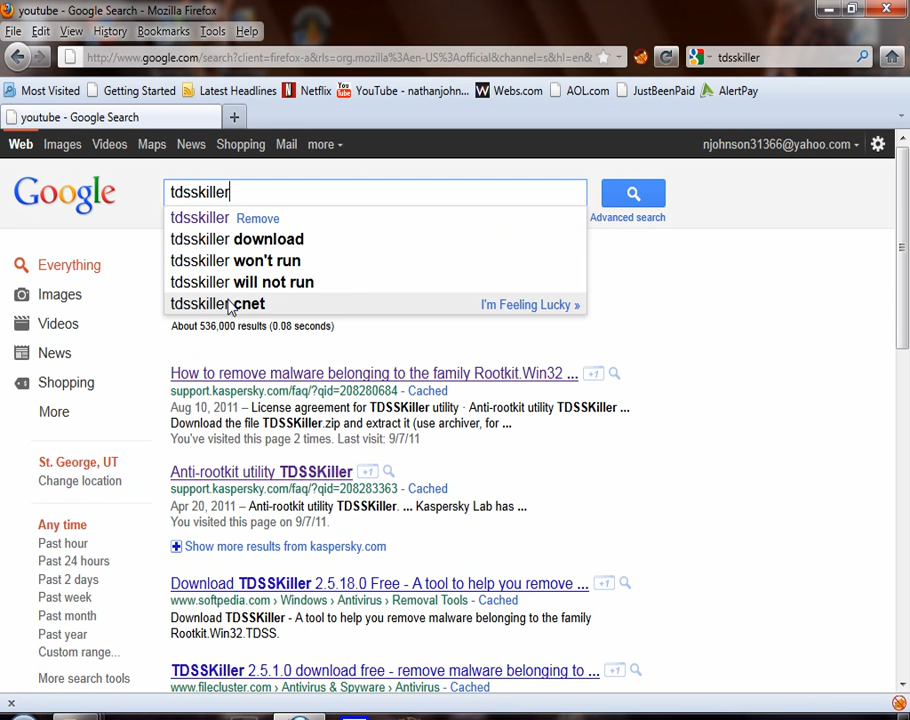 youtube - Google Search - Mozilla Firefox
File Edit View History Bookmarks Tools Help
http://www.google.com/search?client=firefox-a&rls=org.mozilla%3Aen-US%3Aofficial&channel=s&hl=en& tdsskiller
Most Visited Getting Started Latest Headlines Netflix YouTube - nathanjohn... Webs.com AOL.com JustBeenPaid AlertPay
youtube - Google Search
Web Images Videos Maps News Shopping Mail more njohnson31366@yahoo.com
Google tdsskiller
Advanced search
tdsskiller Remove
tdsskiller download
tdsskiller won't run
tdsskiller will not run
tdsskiller cnet I'm Feeling Lucky »
Everything
Images
Videos
News
Shopping
More
St. George, UT
Change location
Any time
Past hour
Past 24 hours
Past 2 days
Past week
Past month
Past year
Custom range...
More search tools
About 536,000 results (0.08 seconds)
How to remove malware belonging to the family Rootkit.Win32 ... +1
support.kaspersky.com/faq/?qid=208280684 - Cached
Aug 10, 2011 – License agreement for TDSSKiller utility · Anti-rootkit utility TDSSKiller ...
Download the file TDSSKiller.zip and extract it (use archiver, for ...
You've visited this page 2 times. Last visit: 9/7/11
Anti-rootkit utility TDSSKiller +1
support.kaspersky.com/faq/?qid=208283363 - Cached
Apr 20, 2011 – Anti-rootkit utility TDSSKiller. ... Kaspersky Lab has ...
You visited this page on 9/7/11.
Show more results from kaspersky.com
Download TDSSKiller 2.5.18.0 Free - A tool to help you remove ... +1
www.softpedia.com › Windows › Antivirus › Removal Tools - Cached
Download TDSSKiller - A tool to help you remove malware belonging to the family
Rootkit.Win32.TDSS.
TDSSKiller 2.5.1.0 download free - remove malware belonging to ... +1
www.filecluster.com › Antivirus & Spyware › Antivirus - Cached